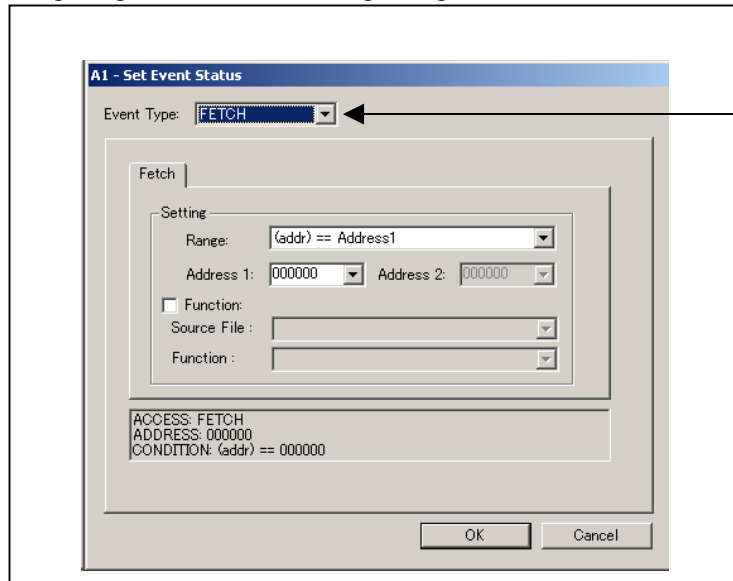 A1 - Set Event Status
Event Type: FETCH
Fetch
Setting
Range: (addr) == Address1
Address 1: 000000 Address 2: 000000
Function:
Source File :
Function :
ACCESS: FETCH
ADDRESS: 000000
CONDITION: (addr) == 000000
OK Cancel